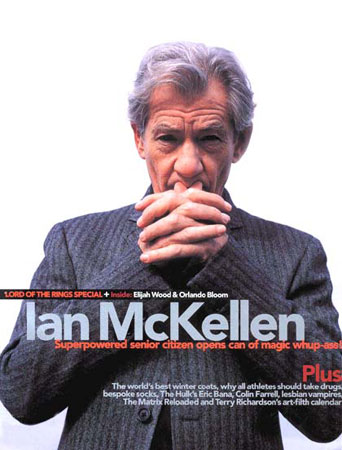 LORD OF THE RINGS SPECIAL + Inside: Elijah Wood & Orlando Bloom
Ian McKellen
Superpowered senior citizen opens can of magic whup-ass!
Plus
The world's best winter coats, why all athletes should take drugs,
bespoke socks, The Hulk's Eric Bana, Colin Farrell, lesbian vampires,
The Matrix Reloaded and Terry Richardson's art-filth calendar